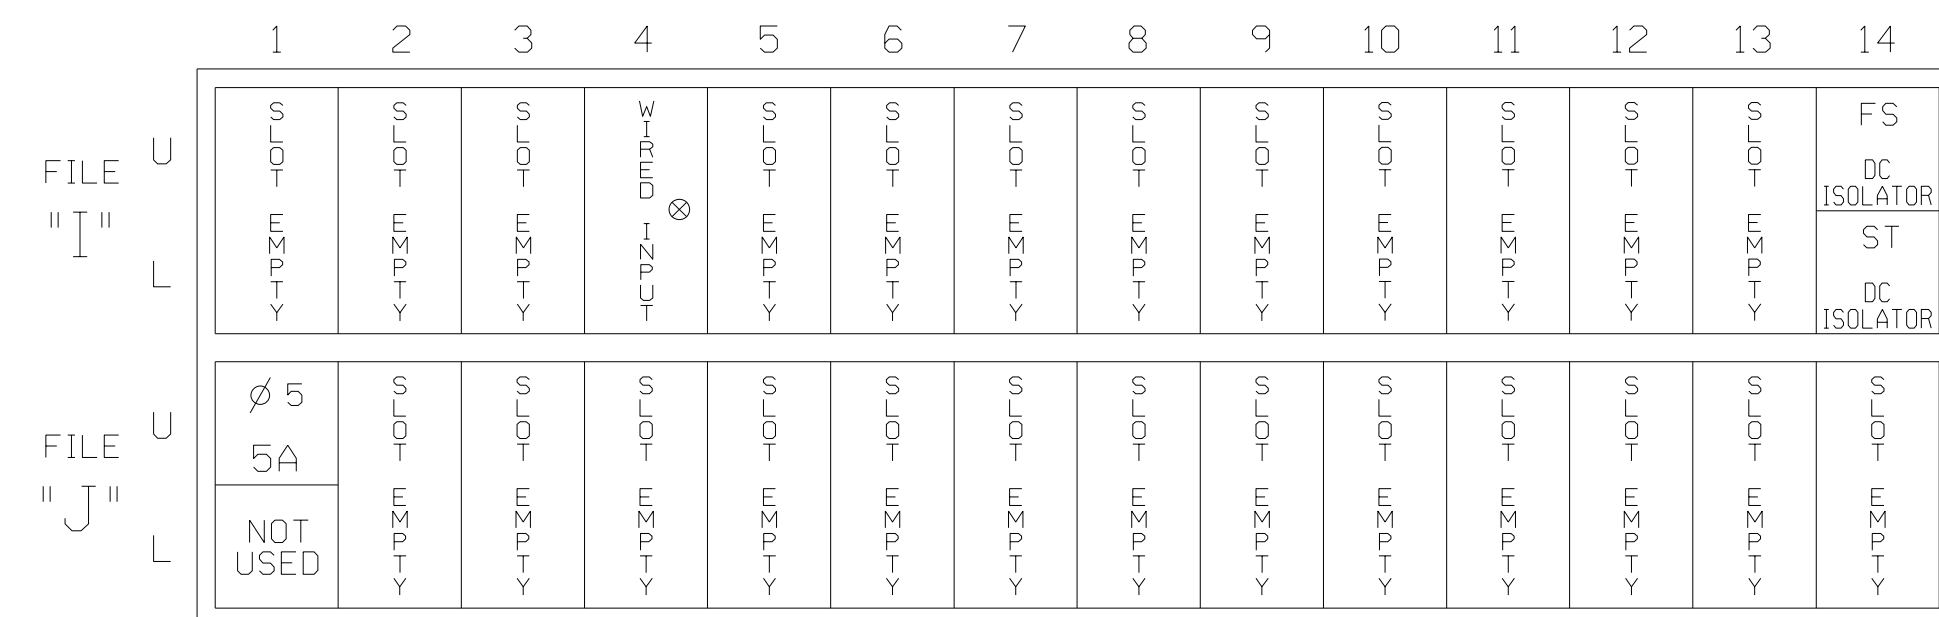 1 2 3 4 5 6 7 8 9 10 11 12 13 14
FILE
"I"
U
L
SLOT EMPTY
SLOT EMPTY
SLOT EMPTY
WIRED INPUT
SLOT EMPTY
SLOT EMPTY
SLOT EMPTY
SLOT EMPTY
SLOT EMPTY
SLOT EMPTY
SLOT EMPTY
SLOT EMPTY
SLOT EMPTY
FS
DC
ISOLATOR
ST
DC
ISOLATOR
FILE
"J"
U
L
Ø 5
5A
NOT
USED
SLOT EMPTY
SLOT EMPTY
SLOT EMPTY
SLOT EMPTY
SLOT EMPTY
SLOT EMPTY
SLOT EMPTY
SLOT EMPTY
SLOT EMPTY
SLOT EMPTY
SLOT EMPTY
SLOT EMPTY
SLOT EMPTY